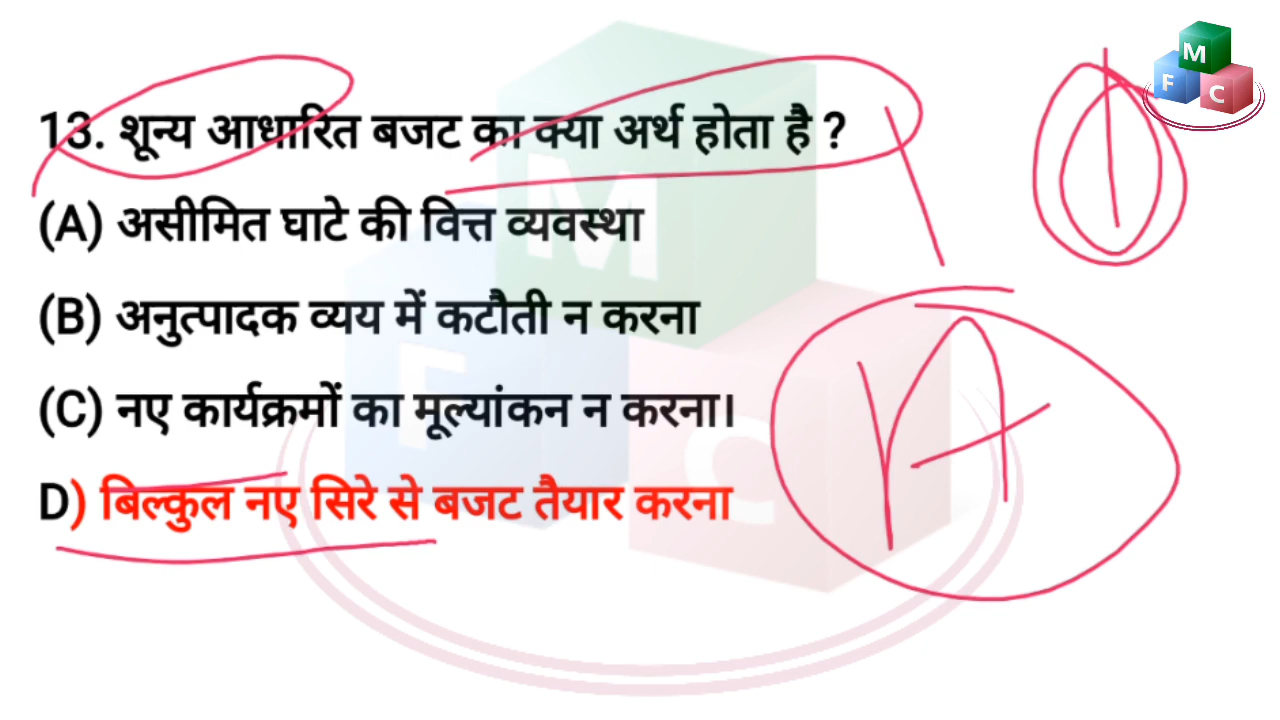 13. शून्य आधारित बजट का क्या अर्थ होता है ?
(A) असीमित घाटे की वित्त व्यवस्था
(B) अनुत्पादक व्यय में कटौती न करना
(C) नए कार्यक्रमों का मूल्यांकन न करना।
D) बिल्कुल नए सिरे से बजट तैयार करना
M
F
C